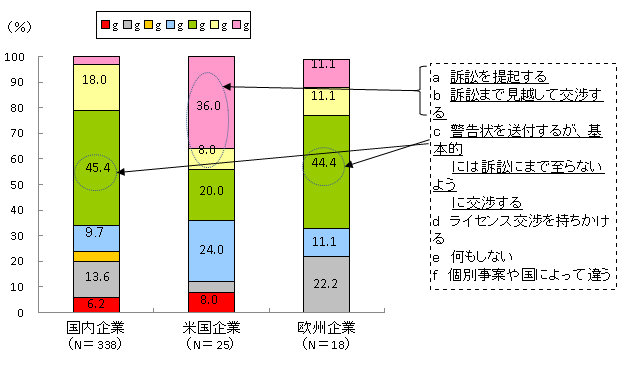 g g g g g g g
(%)
100
90
80
70
60
50
40
30
20
10
0
18.0
45.4
9.7
13.6
6.2
36.0
8.0
20.0
24.0
8.0
11.1
11.1
44.4
11.1
22.2
国内企業
(N=338)
米国企業
(N=25)
欧州企業
(N=18)
a 訴訟を提起する
b 訴訟まで見越して交渉す
る
c 警告状を送付するが、基
本的
には訴訟にまで至らない
よう
に交渉する
d ライセンス交渉を持ちかけ
る
e 何もしない
f 個別事案や国によって違う